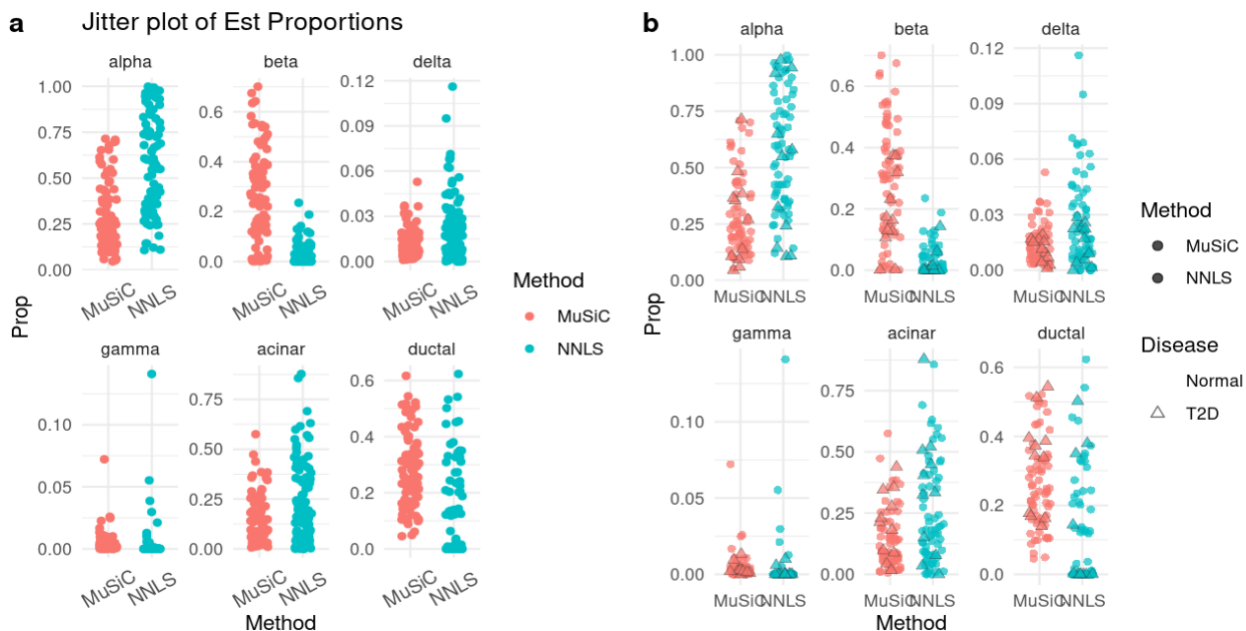 a
Jitter plot of Est Proportions
alpha
beta
delta
1.00
0.75
0.50
0.25
0.00
0.6
0.4
0.2
0.0
0.12
0.09
0.06
0.03
0.00
MuSiC
NNLS
MuSiC
NNLS
MuSiC
NNLS
Prop
gamma
acinar
ductal
0.10
0.05
0.00
0.75
0.50
0.25
0.00
0.6
0.4
0.2
0.0
MuSiC
NNLS
MuSiC
NNLS
MuSiC
NNLS
Method
Method
MuSiC
NNLS
b
alpha
beta
delta
1.00
0.75
0.50
0.25
0.00
0.6
0.4
0.2
0.0
0.12
0.09
0.06
0.03
0.00
MuSiC
NNLS
MuSiC
NNLS
MuSiC
NNLS
Prop
gamma
acinar
ductal
0.10
0.05
0.00
0.75
0.50
0.25
0.00
0.6
0.4
0.2
0.0
MuSiC
NNLS
MuSiC
NNLS
MuSiC
NNLS
Method
Method
MuSiC
NNLS
Disease
Normal
T2D